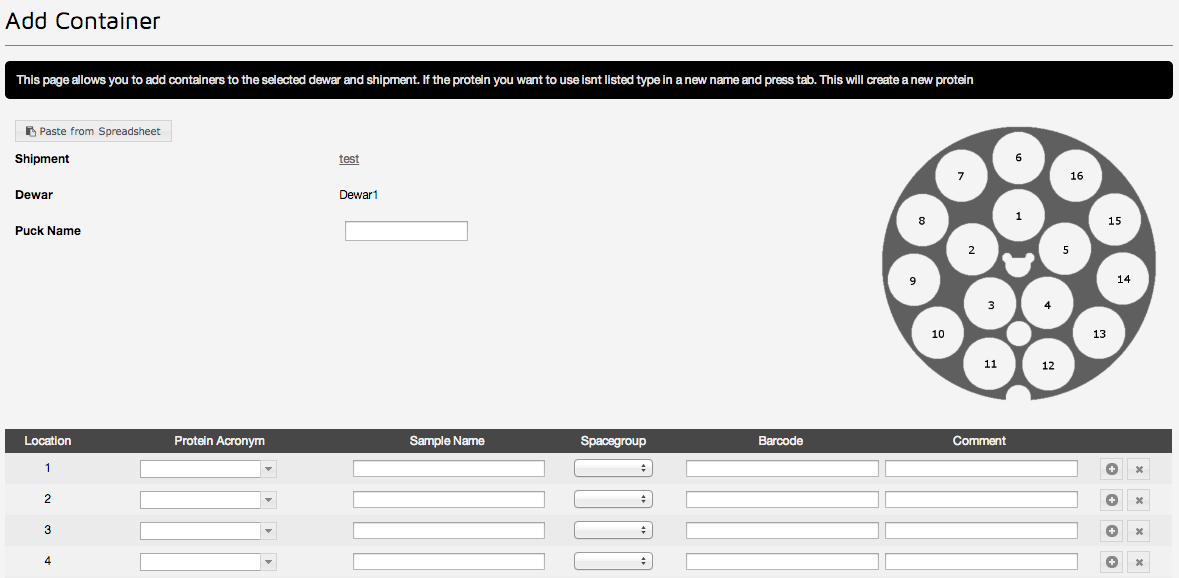 Add Container
This page allows you to add containers to the selected dewar and shipment. If the protein you want to use isnt listed type in a new name and press tab. This will create a new protein
Paste from Spreadsheet
Shipment test
Dewar Dewar1
Puck Name
6
7 16
8 1 15
2 5
9 14
3 4
10 13
11 12
Location Protein Acronym Sample Name Spacegroup Barcode Comment
1
2
3
4